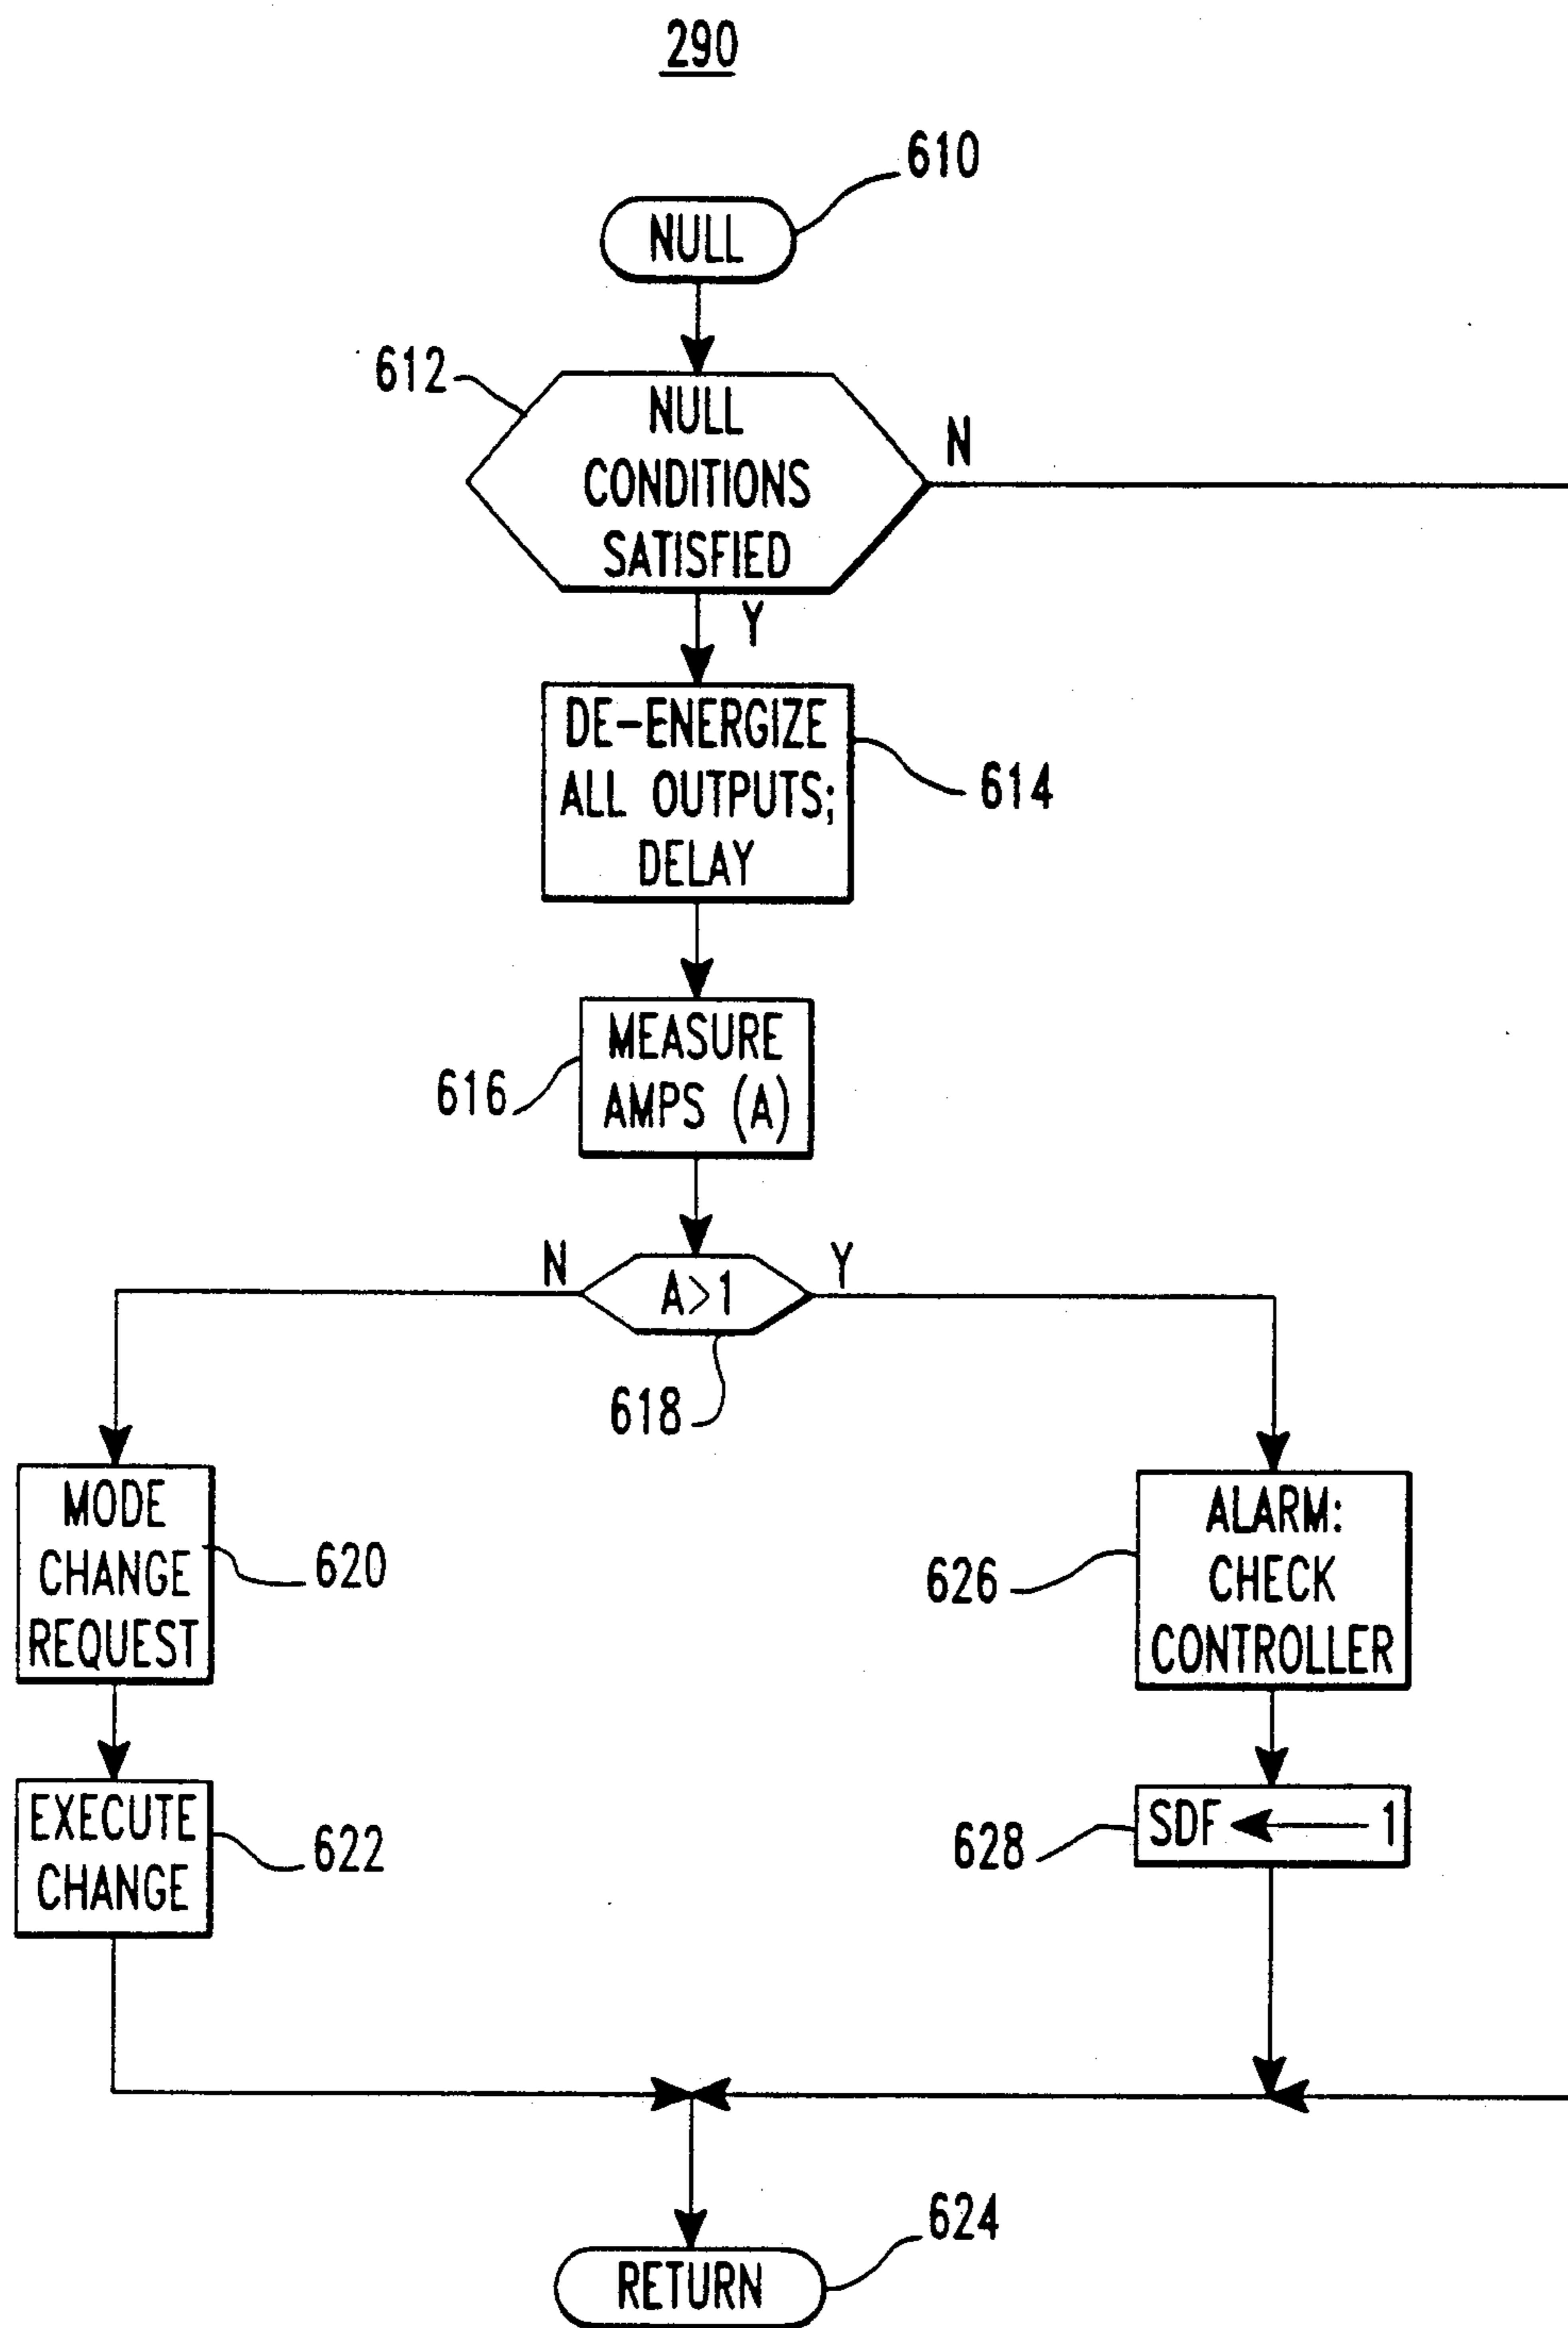 290
610
NULL
612
NULL
CONDITIONS
SATISFIED
N
Y
DE-ENERGIZE
ALL OUTPUTS;
DELAY
614
MEASURE
AMPS (A)
616
N
A>1
Y
618
MODE
CHANGE
REQUEST
620
ALARM:
CHECK
CONTROLLER
626
EXECUTE
CHANGE
622
SDF ← 1
628
624
RETURN